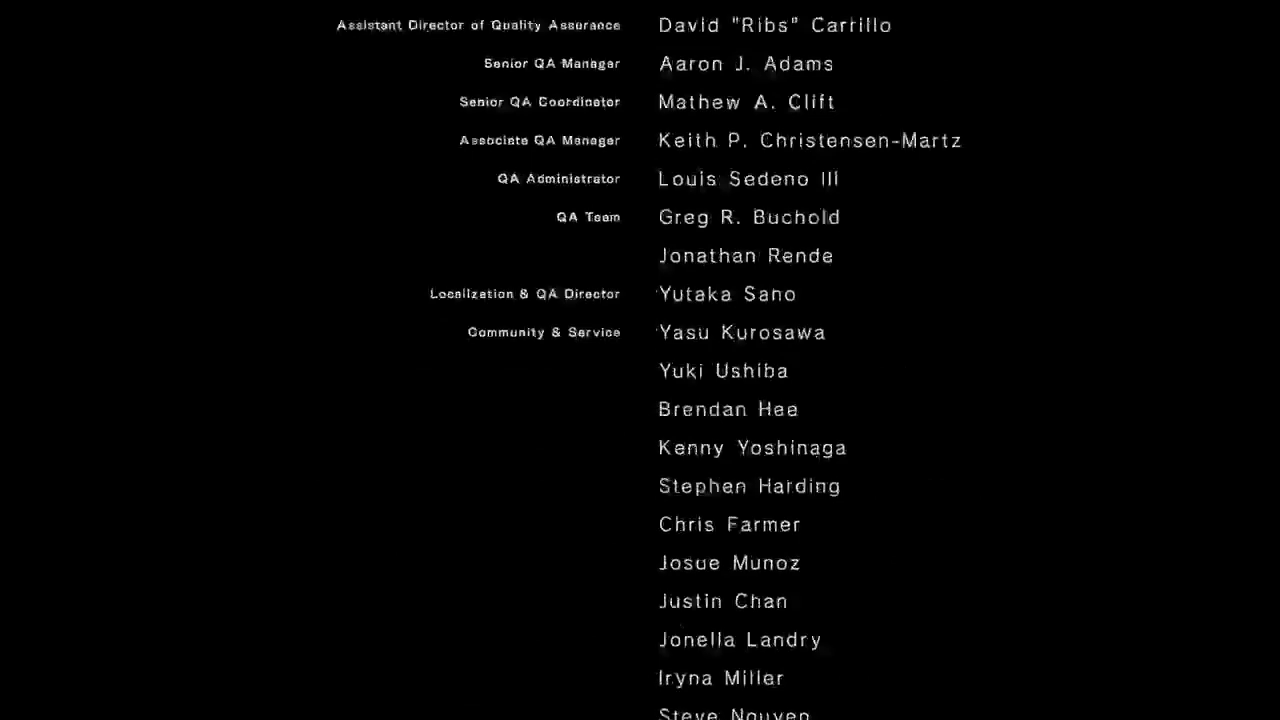 Assistant Director of Quality Assurance David "Ribs" Carrillo
Senior QA Manager Aaron J. Adams
Senior QA Coordinator Mathew A. Clift
Associate QA Manager Keith P. Christensen-Martz
QA Administrator Louis Sedeno III
QA Team Greg R. Buchold
Jonathan Rende
Localization & QA Director Yutaka Sano
Community & Service Yasu Kurosawa
Yuki Ushiba
Brendan Hee
Kenny Yoshinaga
Stephen Harding
Chris Farmer
Josue Munoz
Justin Chan
Jonella Landry
Iryna Miller
Steve Nguyen